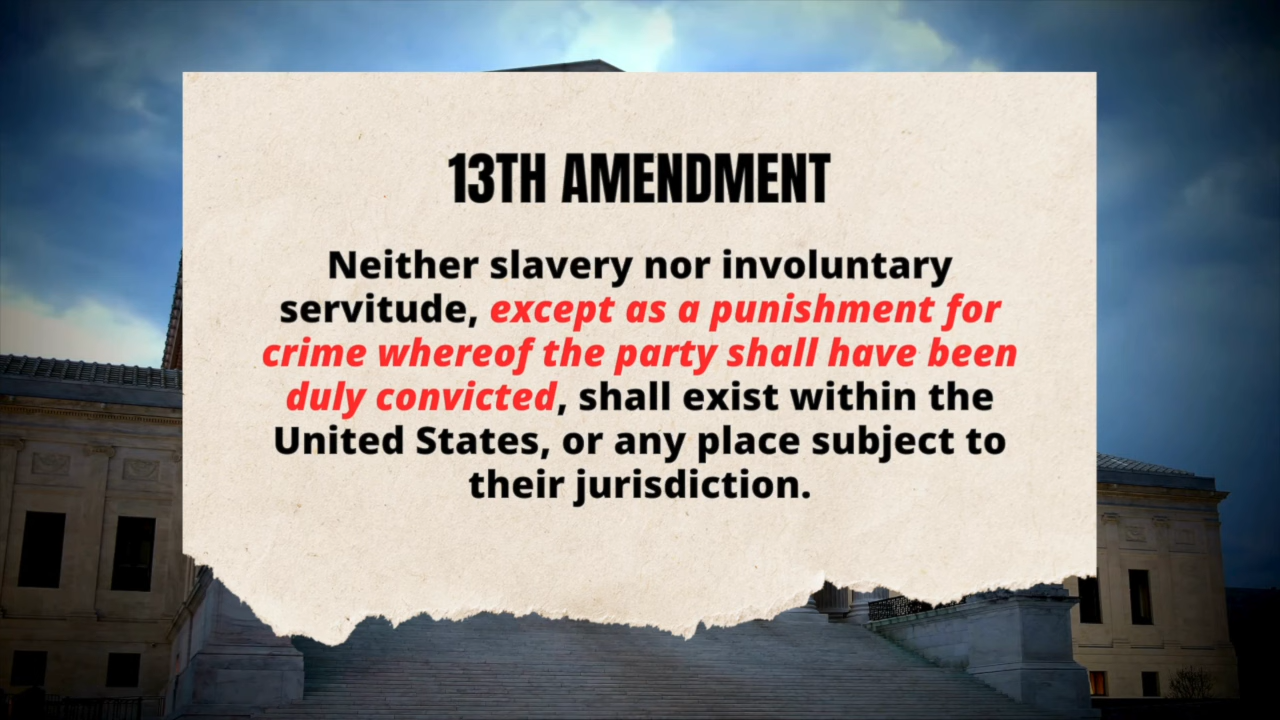 13TH AMENDMENT
Neither slavery nor involuntary
servitude, except as a punishment for
crime whereof the party shall have been
duly convicted, shall exist within the
United States, or any place subject to
their jurisdiction.